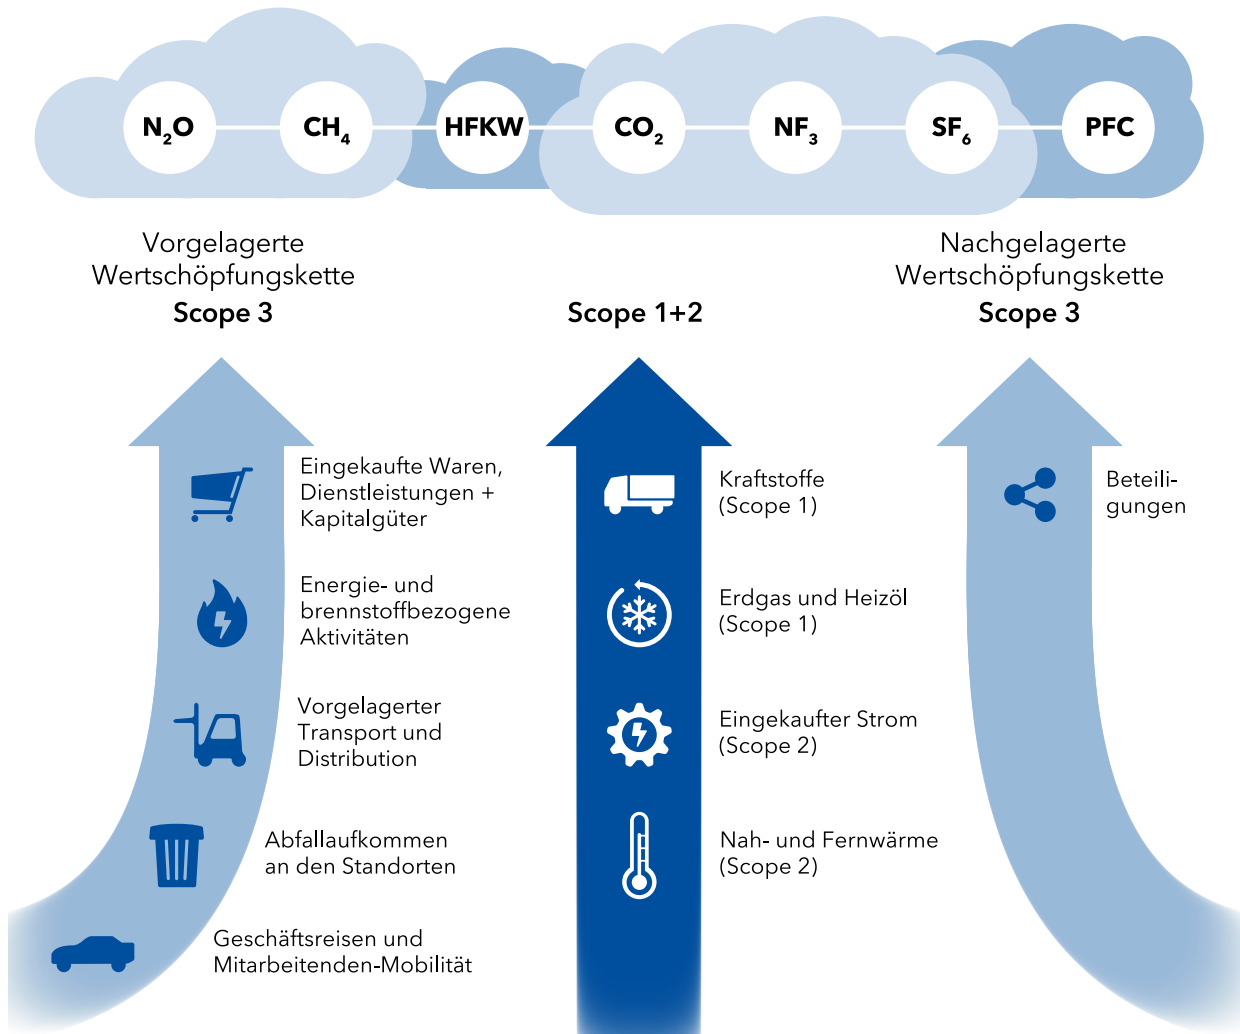 N₂O CH₄ HFKW CO₂ NF₃ SF₆ PFC
Vorgelagerte
Wertschöpfungskette
Scope 3
Scope 1+2
Nachgelagerte
Wertschöpfungskette
Scope 3
Eingekaufte Waren,
Dienstleistungen +
Kapitalgüter
Energie- und
brennstoffbezogene
Aktivitäten
Vorgelagerter
Transport und
Distribution
Abfallaufkommen
an den Standorten
Geschäftsreisen und
Mitarbeitenden-Mobilität
Kraftstoffe
(Scope 1)
Erdgas und Heizöl
(Scope 1)
Eingekaufter Strom
(Scope 2)
Nah- und Fernwärme
(Scope 2)
Beteili-
gungen